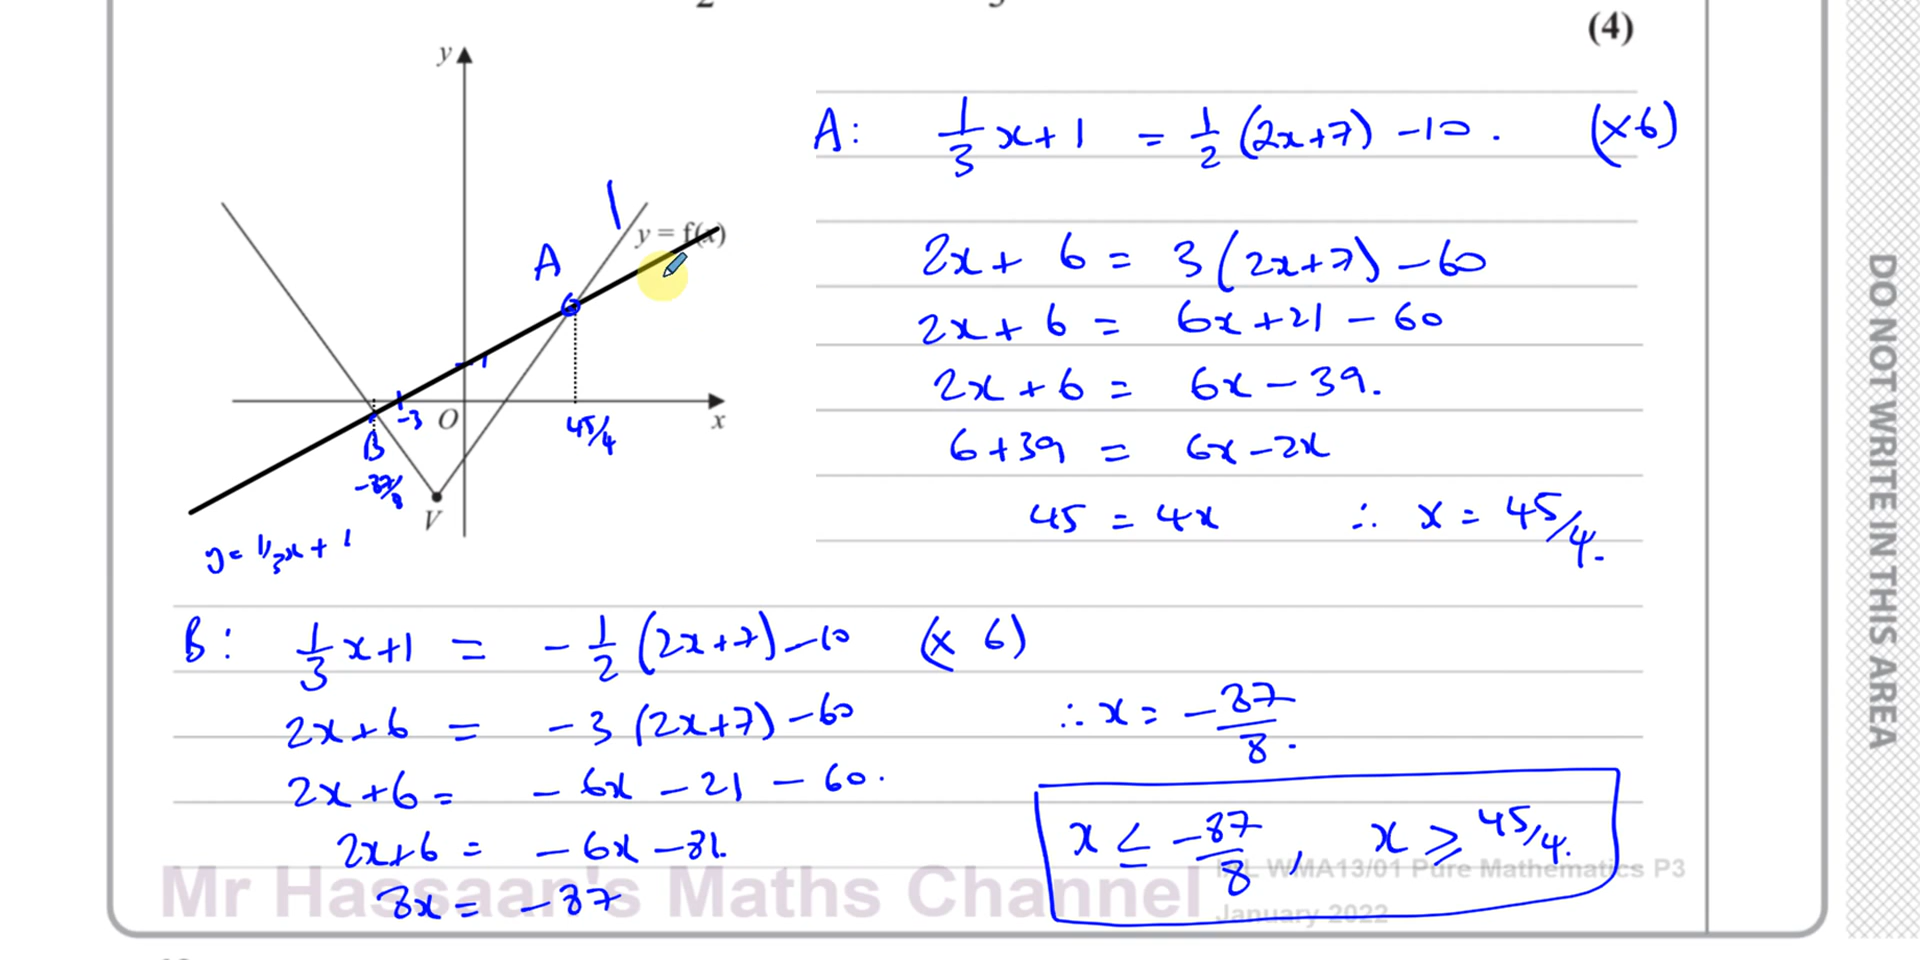 (4)
y
A
y = f(x)
1
-3
O
x
45/4
B
-87/8
V
y = 1/3x + 1
A: 1/3 x + 1 = 1/2 (2x+7) - 10. (×6)
2x + 6 = 3(2x+7) - 60
2x + 6 = 6x + 21 - 60
2x + 6 = 6x - 39.
6 + 39 = 6x - 2x
45 = 4x ∴ x = 45/4.
B: 1/3 x + 1 = -1/2 (2x+7) - 10 (× 6)
2x + 6 = -3(2x+7) - 60
2x + 6 = -6x - 21 - 60.
2x + 6 = -6x - 81.
8x = -87
∴ x = -87/8.
x ≤ -87/8, x ≥ 45/4.
Mr Hassaan's Maths Channel
WMA13/01 Pure Mathematics P3
January 2022
DO NOT WRITE IN THIS AREA